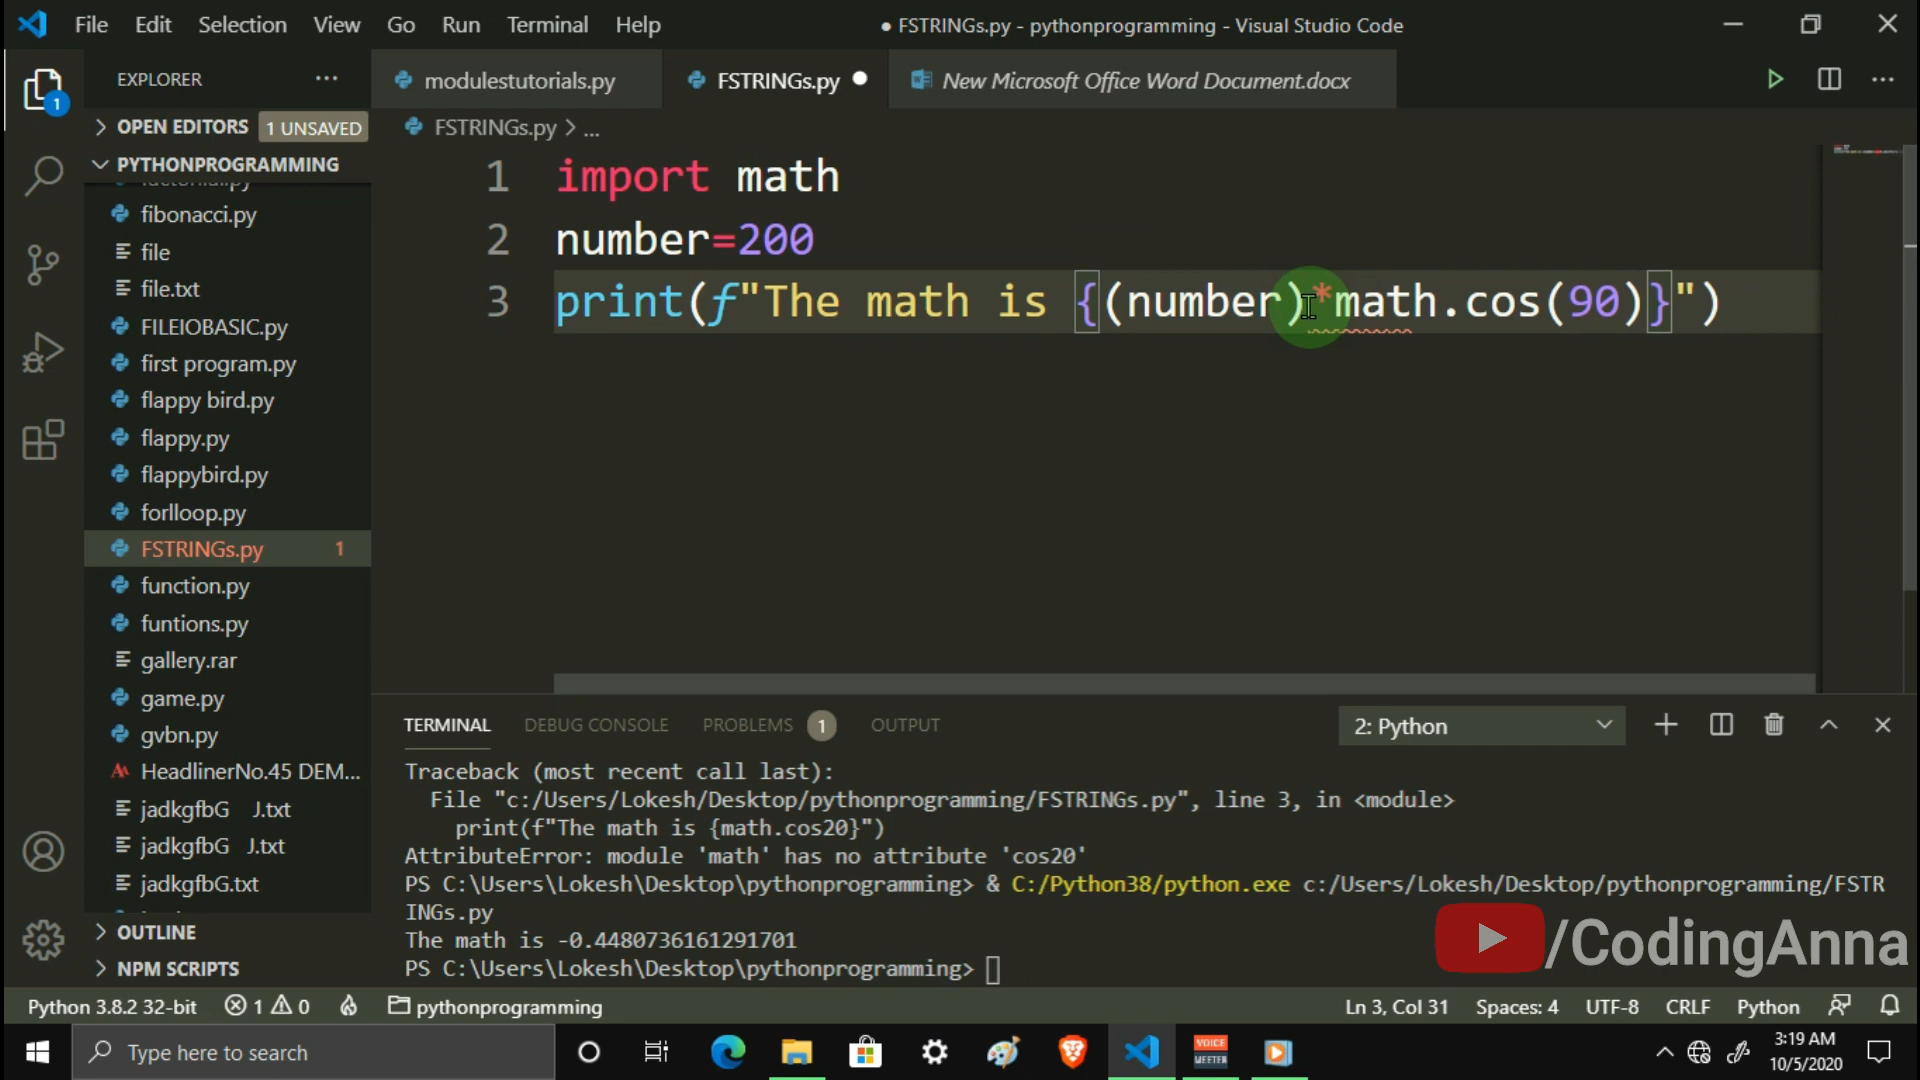 File Edit Selection View Go Run Terminal Help ● FSTRINGs.py - pythonprogramming - Visual Studio Code
EXPLORER ···
modulestutorials.py FSTRINGs.py ● New Microsoft Office Word Document.docx
OPEN EDITORS 1 UNSAVED
FSTRINGs.py > ...
PYTHONPROGRAMMING
fibonacci.py
file
file.txt
FILEIOBASIC.py
first program.py
flappy bird.py
flappy.py
flappybird.py
forlloop.py
FSTRINGs.py 1
function.py
funtions.py
gallery.rar
game.py
gvbn.py
HeadlinerNo.45 DEM...
jadkgfbG J.txt
jadkgfbG J.txt
jadkgfbG.txt
OUTLINE
NPM SCRIPTS
1
1 import math
2 number=200
3 print(f"The math is {(number)*math.cos(90)}")
TERMINAL DEBUG CONSOLE PROBLEMS 1 OUTPUT 2: Python
Traceback (most recent call last):
File "c:/Users/Lokesh/Desktop/pythonprogramming/FSTRINGs.py", line 3, in <module>
print(f"The math is {math.cos20}")
AttributeError: module 'math' has no attribute 'cos20'
PS C:\Users\Lokesh\Desktop\pythonprogramming> & C:/Python38/python.exe c:/Users/Lokesh/Desktop/pythonprogramming/FSTR
INGs.py
The math is -0.4480736161291701
PS C:\Users\Lokesh\Desktop\pythonprogramming>
/CodingAnna
Python 3.8.2 32-bit 1 0 pythonprogramming Ln 3, Col 31 Spaces: 4 UTF-8 CRLF Python
Type here to search
VOICE
MEETER
3:19 AM
10/5/2020